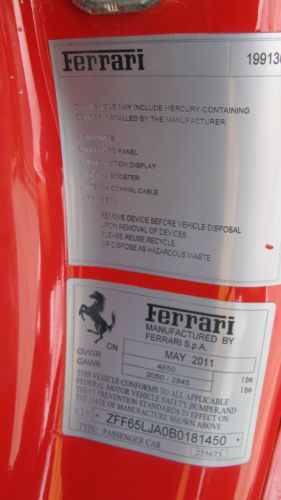 Ferrari 19913
THIS VEHICLE MAY INCLUDE MERCURY-CONTAINING
DEVICES INSTALLED BY THE MANUFACTURER
PANEL
DISPLAY
COAXIAL CABLE
REMOVE DEVICE BEFORE VEHICLE DISPOSAL
UPON REMOVAL OF DEVICES,
PLEASE REUSE,RECYCLE,
OR DISPOSE AS HAZARDOUS WASTE
Ferrari
MANUFACTURED BY
FERRARI S.p.A.
ON MAY 2011
GVWR 4850 lbs
GAWR 2050 - 2845 lbs
THIS VEHICLE CONFORMS TO ALL APPLICABLE
FEDERAL MOTOR VEHICLE SAFETY,BUMPER,AND
THEFT PREVENTION STANDARDS IN EFFECT ON
THE DATE OF MANUFACTURE SHOWN ABOVE
V.I.N. ZFF65LJA0B0181450
TYPE: PASSENGER CAR 255673